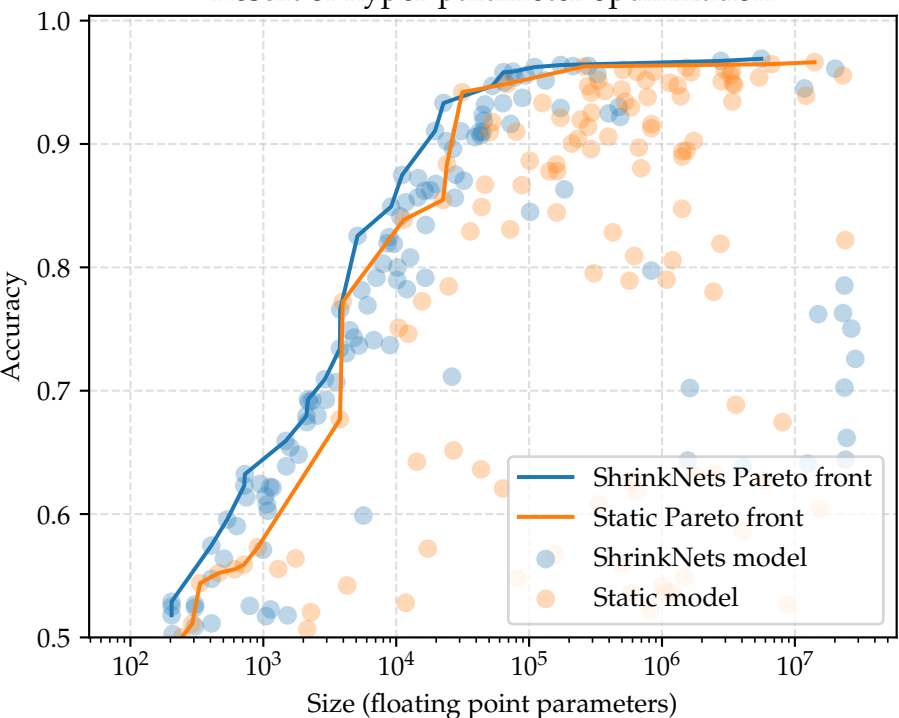 1.0
0.9
0.8
0.7
0.6
0.5
Accuracy
ShrinkNets Pareto front
Static Pareto front
ShrinkNets model
Static model
10² 10³ 10⁴ 10⁵ 10⁶ 10⁷
Size (floating point parameters)